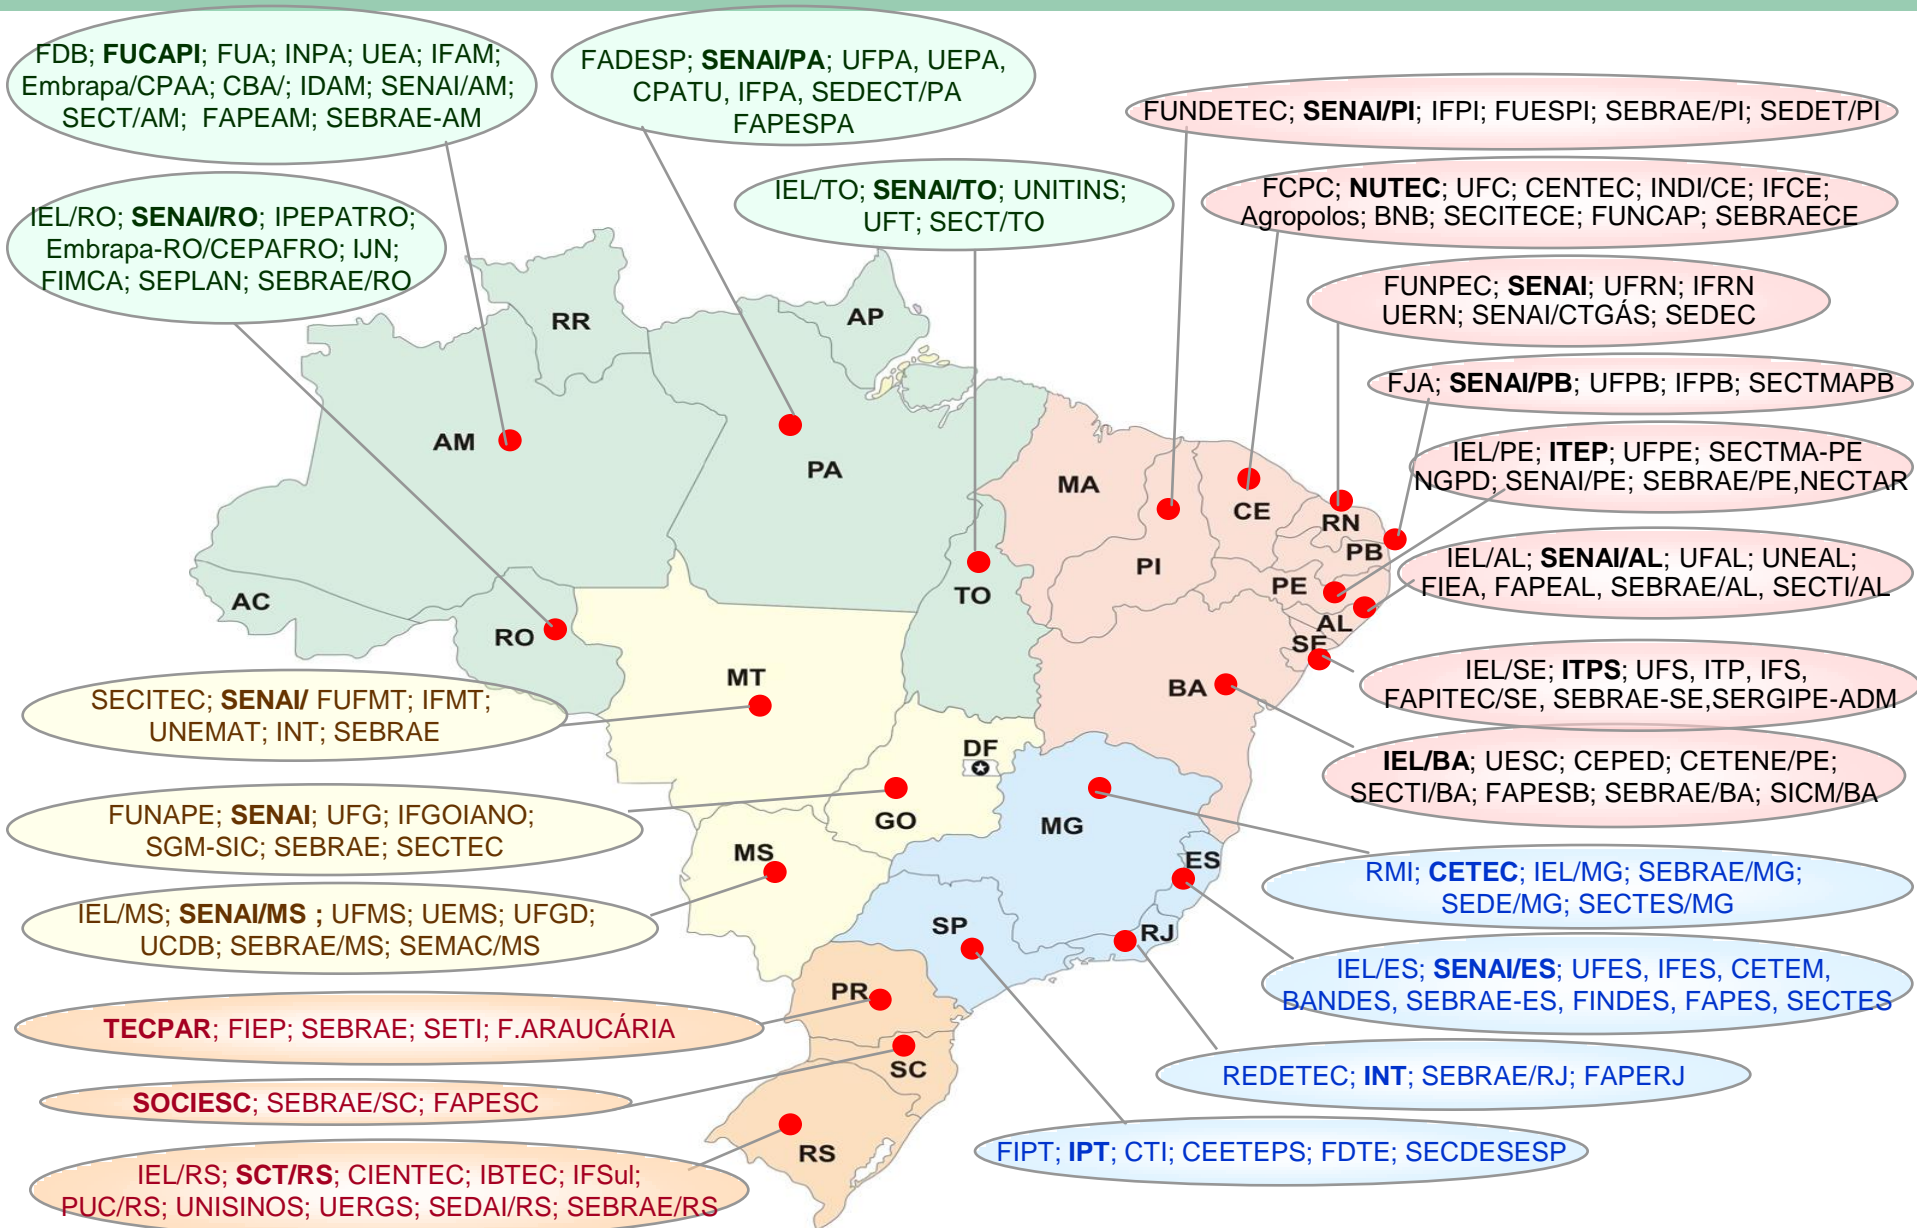 FDB; FUCAPI; FUA; INPA; UEA; IFAM;
Embrapa/CPAA; CBA/; IDAM; SENAI/AM;
SECT/AM; FAPEAM; SEBRAE-AM
FADESP; SENAI/PA; UFPA, UEPA,
CPATU, IFPA, SEDECT/PA
FAPESPA
FUNDETEC; SENAI/PI; IFPI; FUESPI; SEBRAE/PI; SEDET/PI
IEL/RO; SENAI/RO; IPEPATRO;
Embrapa-RO/CEPAFRO; IJN;
FIMCA; SEPLAN; SEBRAE/RO
IEL/TO; SENAI/TO; UNITINS;
UFT; SECT/TO
FCPC; NUTEC; UFC; CENTEC; INDI/CE; IFCE;
Agropolos; BNB; SECITECE; FUNCAP; SEBRAECE
FUNPEC; SENAI; UFRN; IFRN
UERN; SENAI/CTGÁS; SEDEC
FJA; SENAI/PB; UFPB; IFPB; SECTMAPB
IEL/PE; ITEP; UFPE; SECTMA-PE
NGPD; SENAI/PE; SEBRAE/PE,NECTAR
IEL/AL; SENAI/AL; UFAL; UNEAL;
FIEA, FAPEAL, SEBRAE/AL, SECTI/AL
IEL/SE; ITPS; UFS, ITP, IFS,
FAPITEC/SE, SEBRAE-SE,SERGIPE-ADM
IEL/BA; UESC; CEPED; CETENE/PE;
SECTI/BA; FAPESB; SEBRAE/BA; SICM/BA
RR
AP
AM
PA
MA
CE
RN
PB
PI
PE
AC
TO
AL
RO
SE
MT
BA
DF
GO
MG
MS
ES
SP
RJ
PR
SC
RS
SECITEC; SENAI/ FUFMT; IFMT;
UNEMAT; INT; SEBRAE
FUNAPE; SENAI; UFG; IFGOIANO;
SGM-SIC; SEBRAE; SECTEC
IEL/MS; SENAI/MS ; UFMS; UEMS; UFGD;
UCDB; SEBRAE/MS; SEMAC/MS
TECPAR; FIEP; SEBRAE; SETI; F.ARAUCÁRIA
SOCIESC; SEBRAE/SC; FAPESC
IEL/RS; SCT/RS; CIENTEC; IBTEC; IFSul;
PUC/RS; UNISINOS; UERGS; SEDAI/RS; SEBRAE/RS
RMI; CETEC; IEL/MG; SEBRAE/MG;
SEDE/MG; SECTES/MG
IEL/ES; SENAI/ES; UFES, IFES, CETEM,
BANDES, SEBRAE-ES, FINDES, FAPES, SECTES
REDETEC; INT; SEBRAE/RJ; FAPERJ
FIPT; IPT; CTI; CEETEPS; FDTE; SECDESESP